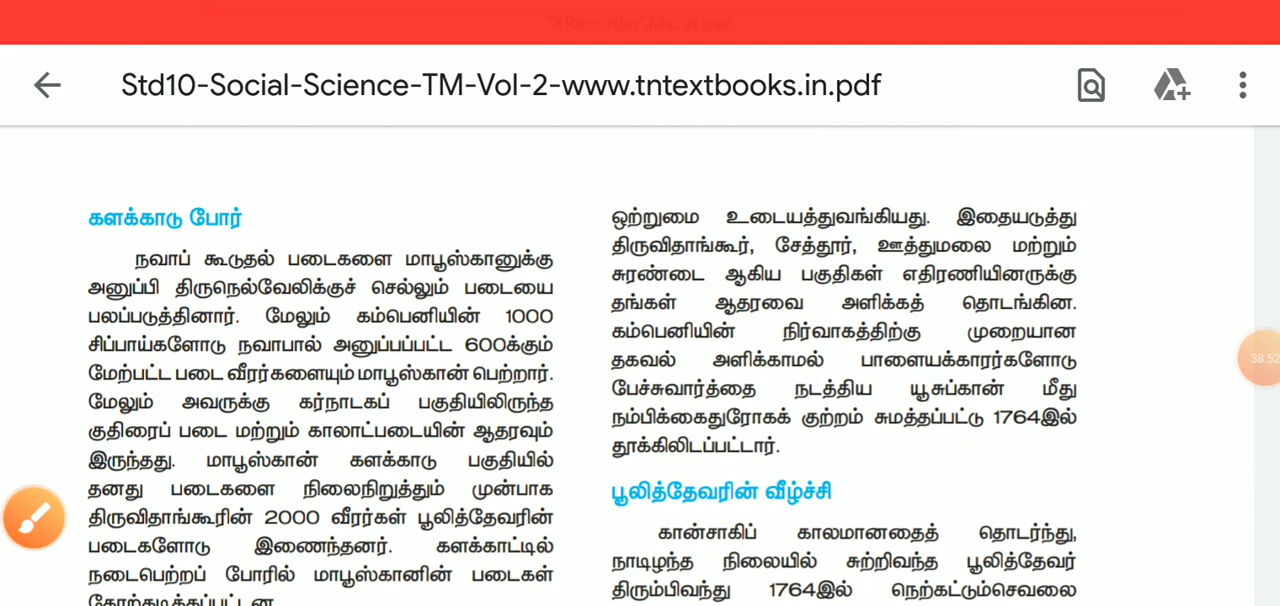 "XRecorder",Mic in use
Std10-Social-Science-TM-Vol-2-www.tntextbooks.in.pdf
களக்காடு போர்
நவாப் கூடுதல் படைகளை மாபூஸ்கானுக்கு
அனுப்பி திருநெல்வேலிக்குச் செல்லும் படையை
பலப்படுத்தினார். மேலும் கம்பெனியின் 1000
சிப்பாய்களோடு நவாபால் அனுப்பப்பட்ட 600க்கும்
மேற்பட்ட படை வீரர்களையும் மாபூஸ்கான் பெற்றார்.
மேலும் அவருக்கு கர்நாடகப் பகுதியிலிருந்த
குதிரைப் படை மற்றும் காலாட்படையின் ஆதரவும்
இருந்தது. மாபூஸ்கான் களக்காடு பகுதியில்
தனது படைகளை நிலைநிறுத்தும் முன்பாக
திருவிதாங்கூரின் 2000 வீரர்கள் பூலித்தேவரின்
படைகளோடு இணைந்தனர். களக்காட்டில்
நடைபெற்றப் போரில் மாபூஸ்கானின் படைகள்
தோற்கடிக்கப்பட்டன
ஒற்றுமை உடையத்துவங்கியது. இதையடுத்து
திருவிதாங்கூர், சேத்தூர், ஊத்துமலை மற்றும்
சுரண்டை ஆகிய பகுதிகள் எதிரணியினருக்கு
தங்கள் ஆதரவை அளிக்கத் தொடங்கின.
கம்பெனியின் நிர்வாகத்திற்கு முறையான
தகவல் அளிக்காமல் பாளையக்காரர்களோடு
பேச்சுவார்த்தை நடத்திய யூசுப்கான் மீது
நம்பிக்கைதுரோகக் குற்றம் சுமத்தப்பட்டு 1764இல்
தூக்கிலிடப்பட்டார்.
பூலித்தேவரின் வீழ்ச்சி
கான்சாகிப் காலமானதைத் தொடர்ந்து,
நாடிழந்த நிலையில் சுற்றிவந்த பூலித்தேவர்
திரும்பிவந்து 1764இல் நெற்கட்டும்செவலை
38:52